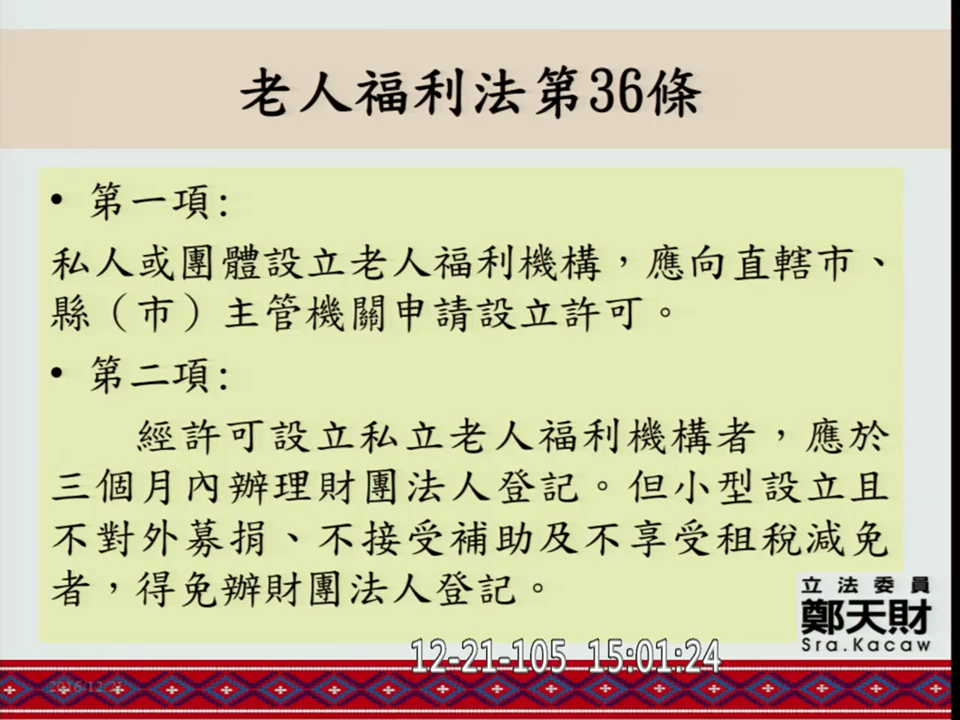 老人福利法第36條
• 第一項:
私人或團體設立老人福利機構，應向直轄市、
縣（市）主管機關申請設立許可。
• 第二項:
經許可設立私立老人福利機構者，應於
三個月內辦理財團法人登記。但小型設立且
不對外募捐、不接受補助及不享受租稅減免
者，得免辦財團法人登記。
立法委員
鄭天財
Sra.Kacaw
12-21-105 15:01:24